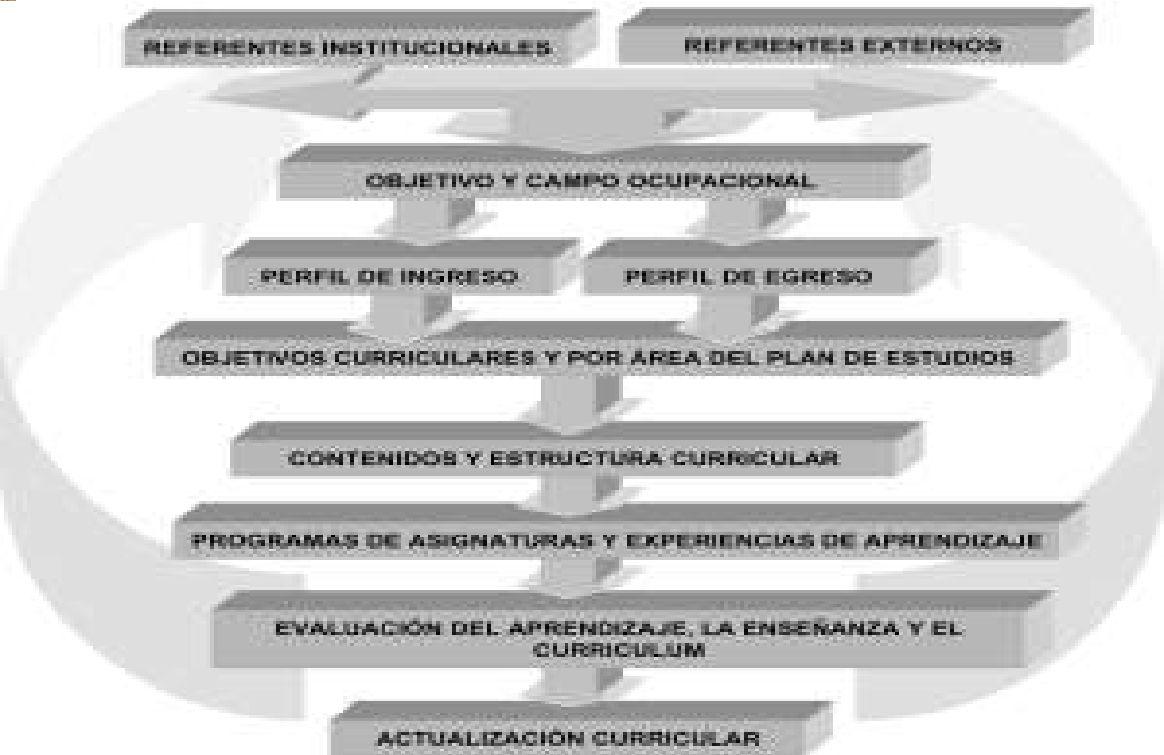 REFERENTES INSTITUCIONALES
REFERENTES EXTERNOS
OBJETIVO Y CAMPO OCUPACIONAL
PERFIL DE INGRESO
PERFIL DE EGRESO
OBJETIVOS CURRICULARES Y POR ÁREA DEL PLAN DE ESTUDIOS
CONTENIDOS Y ESTRUCTURA CURRICULAR
PROGRAMAS DE ASIGNATURAS Y EXPERIENCIAS DE APRENDIZAJE
EVALUACIÓN DEL APRENDIZAJE, LA ENSEÑANZA Y EL
CURRICULUM
ACTUALIZACIÓN CURRICULAR